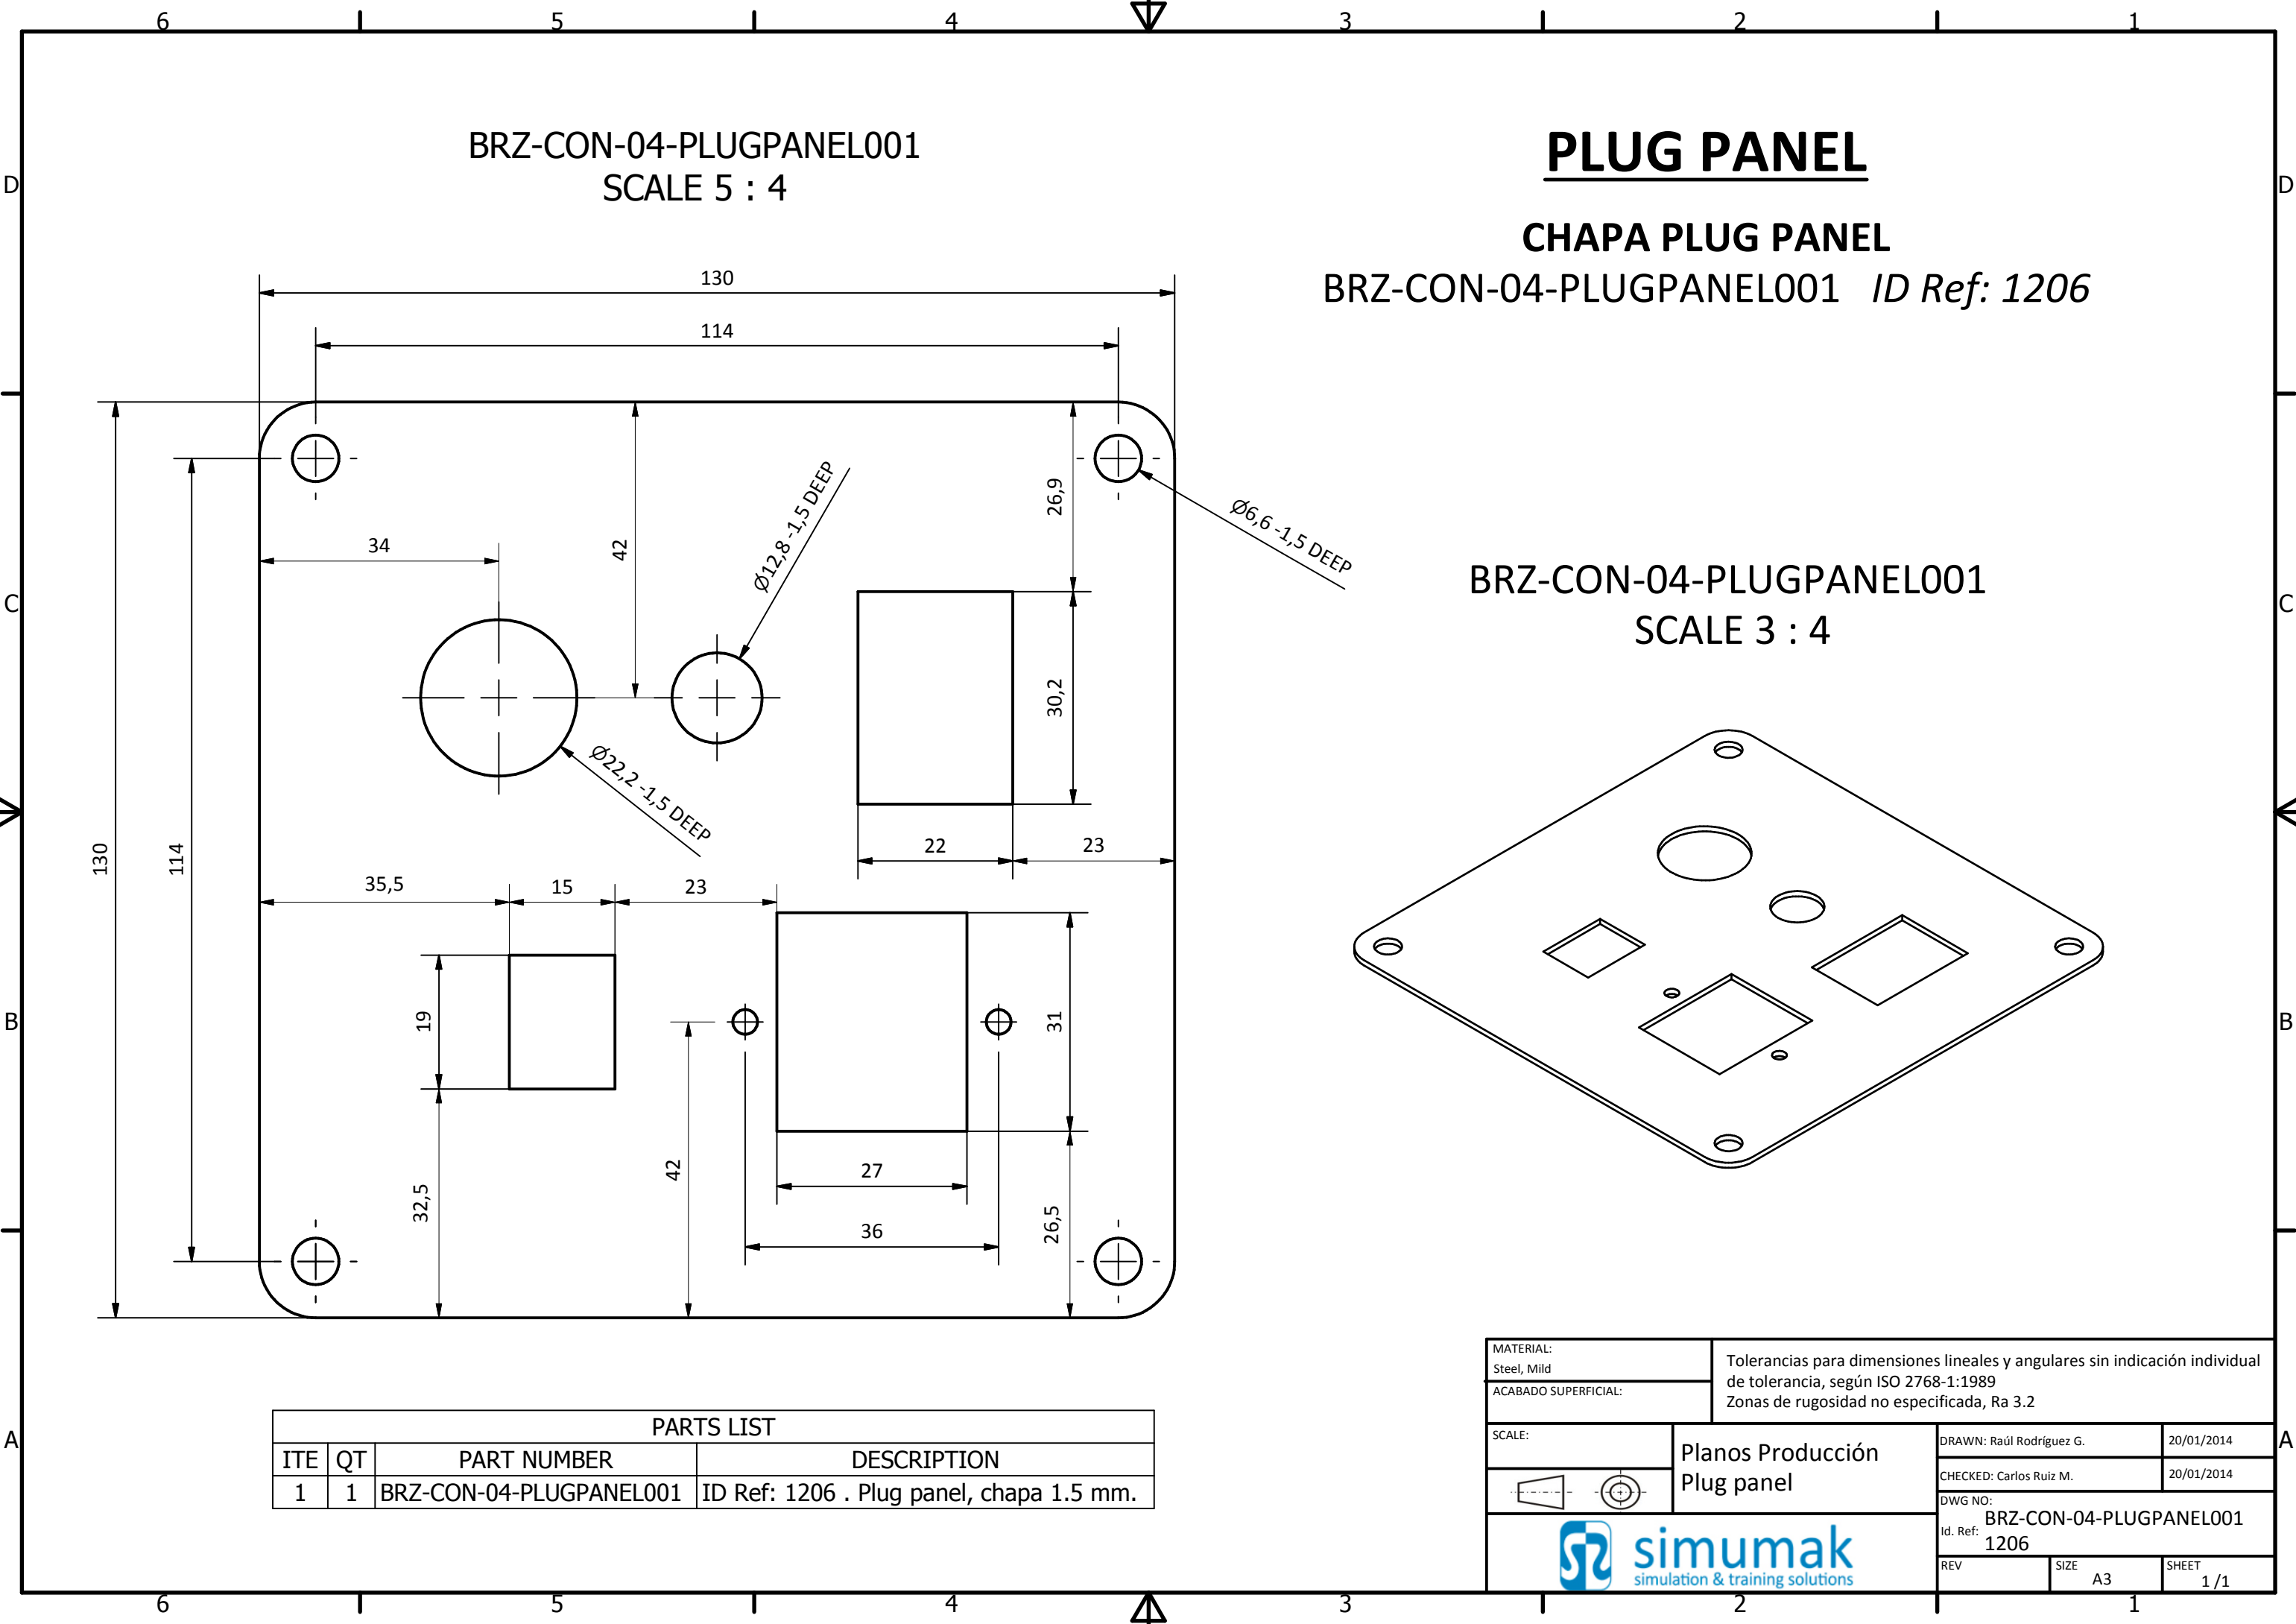 6 5 4 3 2 1
D D
C C
B B
A A
BRZ-CON-04-PLUGPANEL001
SCALE 5 : 4
PLUG PANEL
CHAPA PLUG PANEL
BRZ-CON-04-PLUGPANEL001 ID Ref: 1206
130
114
34
42
Ø12,8 -1,5 DEEP
26,9
Ø6,6 -1,5 DEEP
30,2
Ø22,2 -1,5 DEEP
22
23
130
114
35,5
15
23
19
31
32,5
42
27
36
26,5
BRZ-CON-04-PLUGPANEL001
SCALE 3 : 4
PARTS LIST
ITE QT PART NUMBER DESCRIPTION
1 1 BRZ-CON-04-PLUGPANEL001 ID Ref: 1206 . Plug panel, chapa 1.5 mm.
MATERIAL:
Steel, Mild
ACABADO SUPERFICIAL:
Tolerancias para dimensiones lineales y angulares sin indicación individual
de tolerancia, según ISO 2768-1:1989
Zonas de rugosidad no especificada, Ra 3.2
SCALE:
Planos Producción
Plug panel
DRAWN: Raúl Rodríguez G. 20/01/2014
CHECKED: Carlos Ruiz M. 20/01/2014
DWG NO:
BRZ-CON-04-PLUGPANEL001
Id. Ref: 1206
REV
SIZE
A3
SHEET
1 /1
simumak
simulation & training solutions
6 5 4 3 2 1